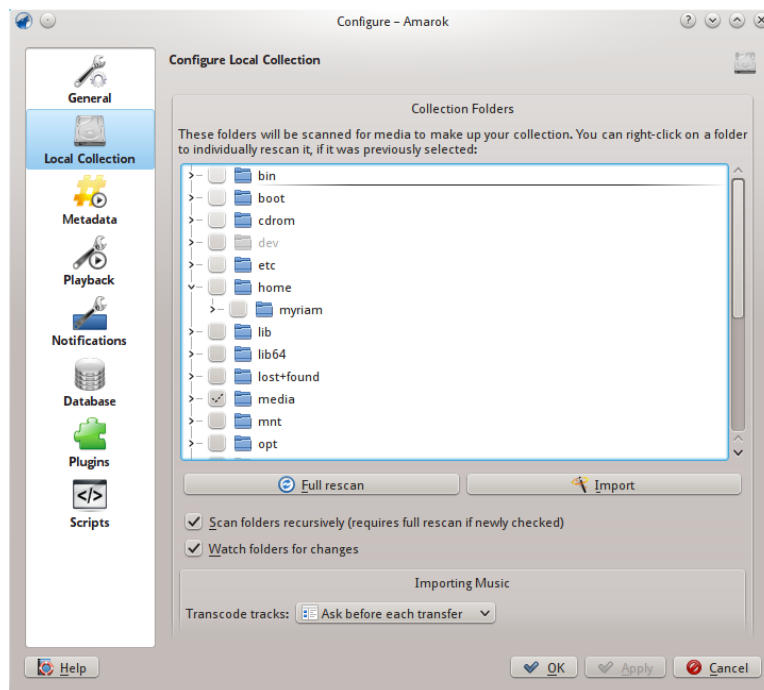 Configure – Amarok
General
Local Collection
Metadata
Playback
Notifications
Database
Plugins
</>
Scripts
Configure Local Collection
Collection Folders
These folders will be scanned for media to make up your collection. You can right-click on a folder
to individually rescan it, if it was previously selected:
bin
boot
cdrom
dev
etc
home
myriam
lib
lib64
lost+found
media
mnt
opt
Full rescan
Import
Scan folders recursively (requires full rescan if newly checked)
Watch folders for changes
Importing Music
Transcode tracks: Ask before each transfer
Help
OK
Apply
Cancel